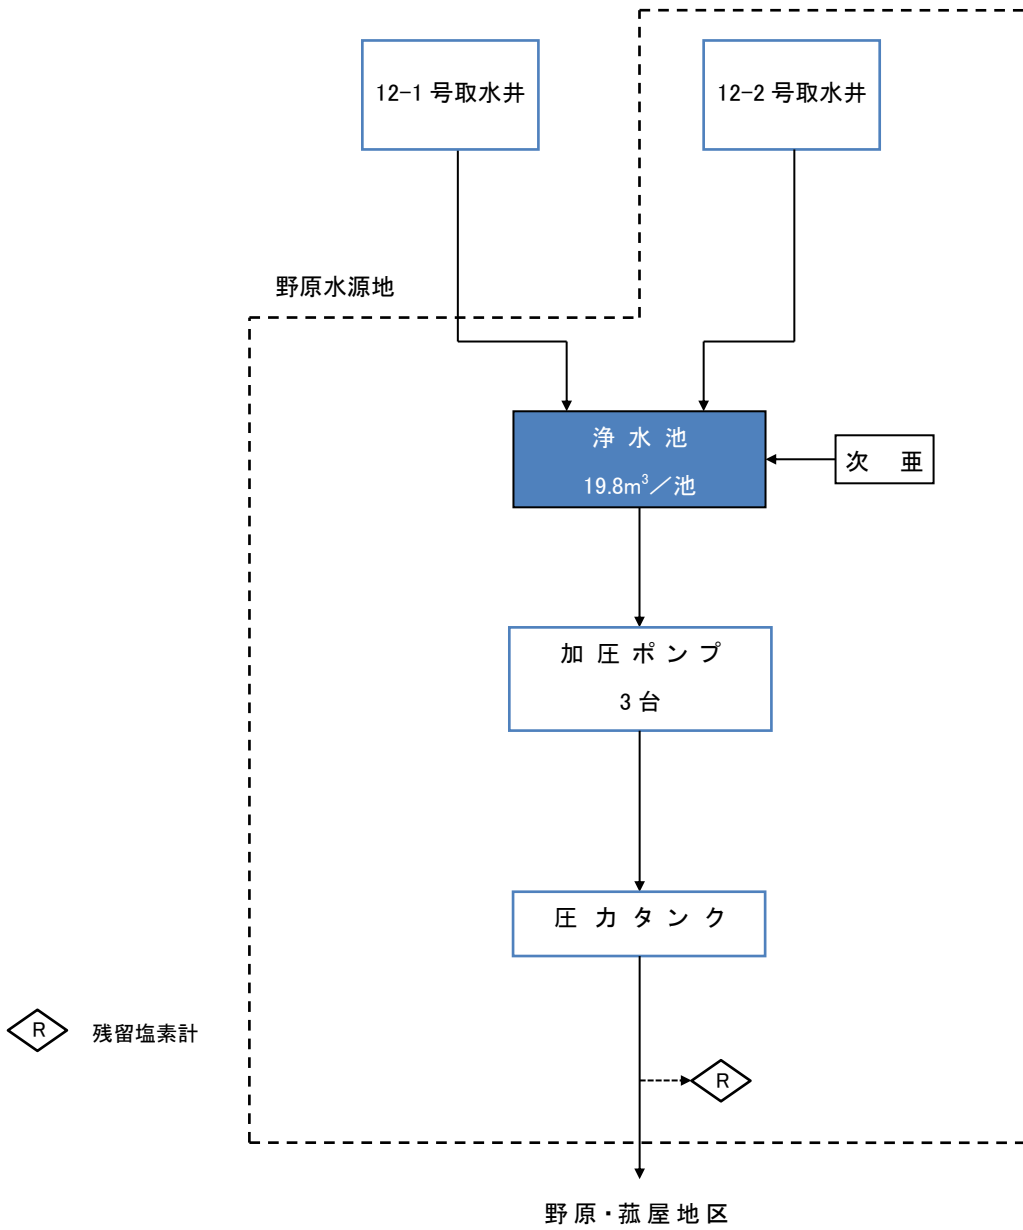 12-1 号取水井
12-2 号取水井
野原水源地
浄 水 池
19.8m³／池
次 亜
加 圧 ポ ン プ
3 台
圧 力 タ ン ク
R 残留塩素計
R
野 原・菰 屋 地 区